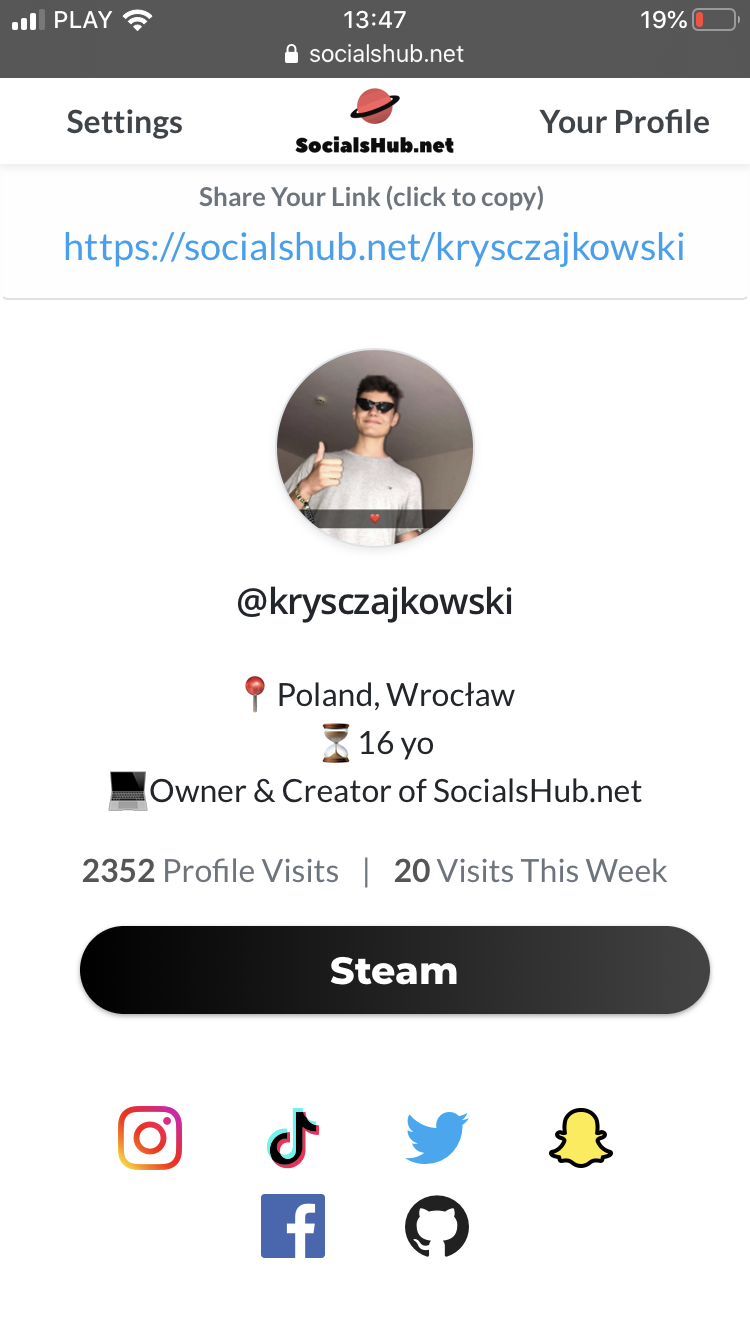 PLAY 13:47 19%
socialshub.net
Settings SocialsHub.net Your Profile
Share Your Link (click to copy)
https://socialshub.net/krysczajkowski
@krysczajkowski
Poland, Wrocław
16 yo
Owner & Creator of SocialsHub.net
2352 Profile Visits | 20 Visits This Week
Steam